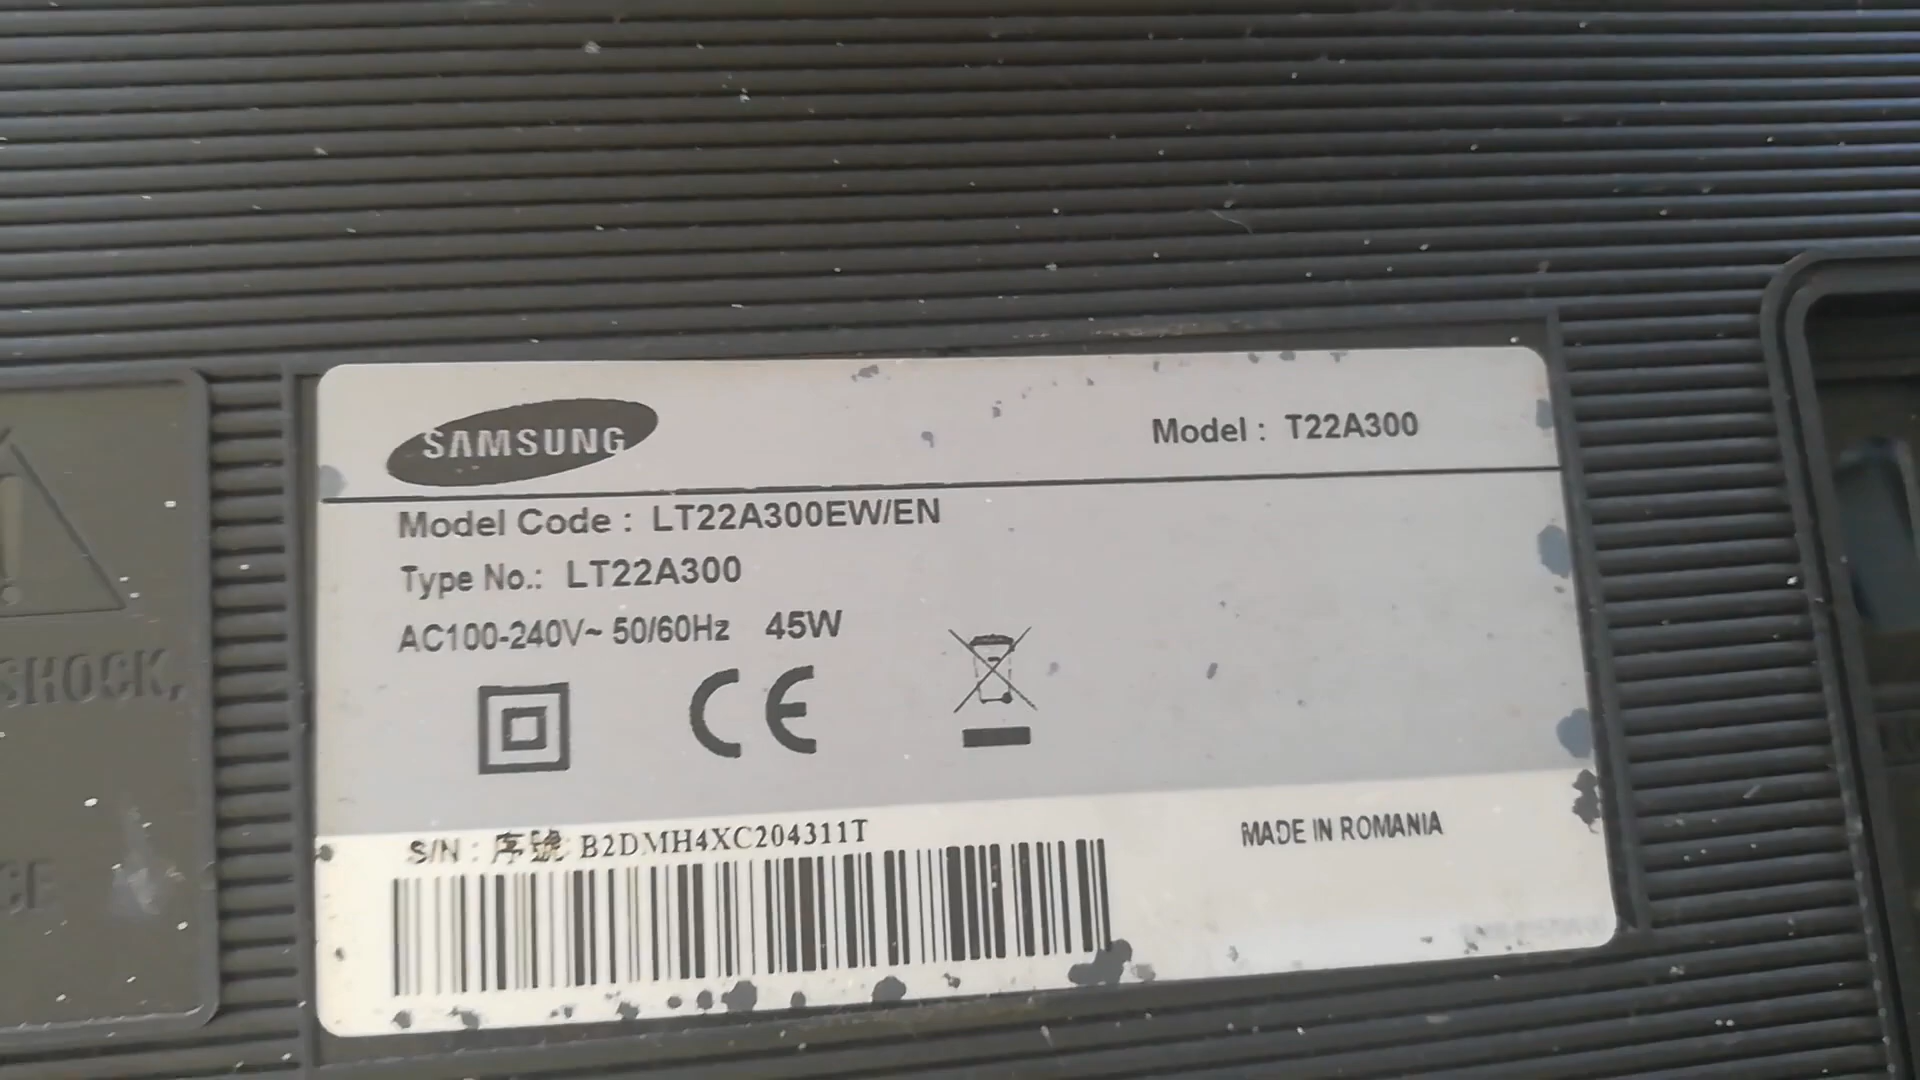 SAMSUNG
Model : T22A300
Model Code : LT22A300EW/EN
Type No.: LT22A300
AC100-240V~ 50/60Hz 45W
CE
S/N : 序號 B2DMH4XC204311T
MADE IN ROMANIA
SHOCK,